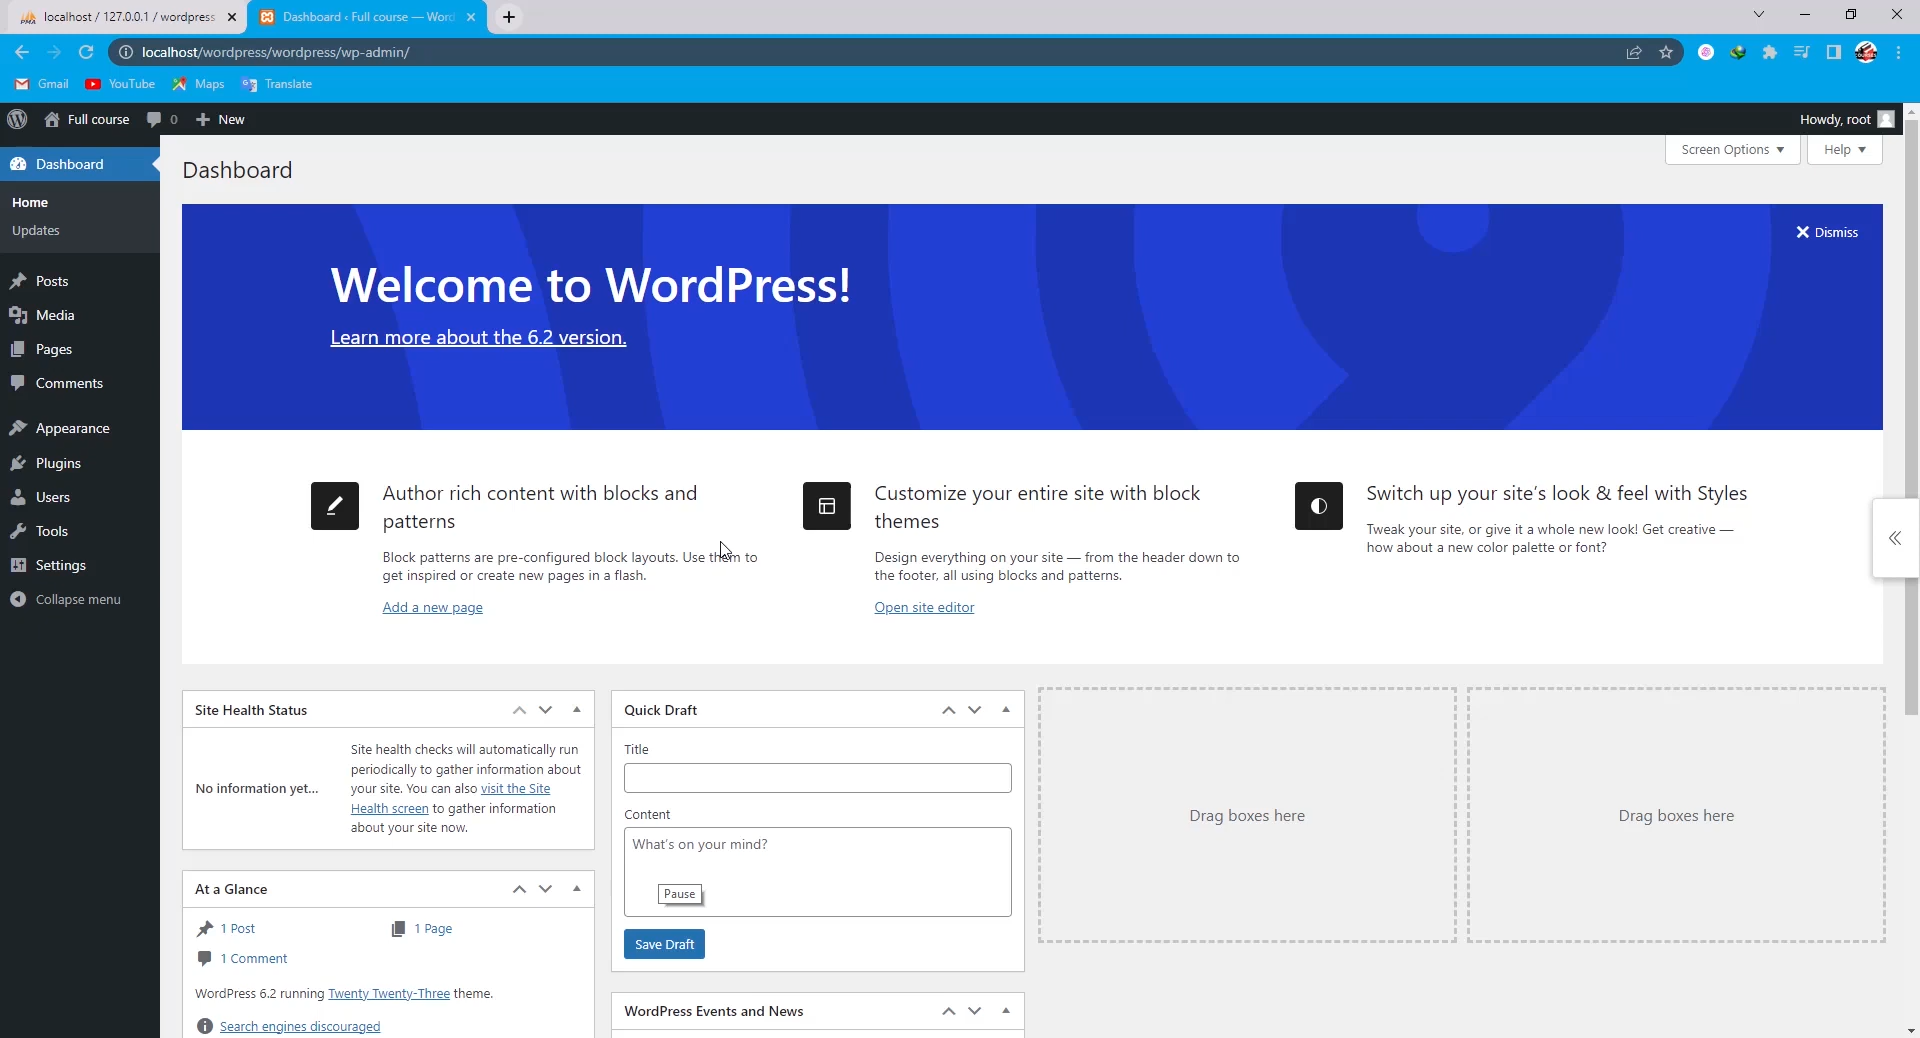 localhost / 127.0.0.1 / wordpress
Dashboard ‹ Full course — Word
localhost/wordpress/wordpress/wp-admin/
Gmail
YouTube
Maps
Translate
Full course
0
New
Howdy, root
Dashboard
Home
Updates
Posts
Media
Pages
Comments
Appearance
Plugins
Users
Tools
Settings
Collapse menu
Dashboard
Screen Options
Help
Dismiss
Welcome to WordPress!
Learn more about the 6.2 version.
Author rich content with blocks and
patterns
Block patterns are pre-configured block layouts. Use them to
get inspired or create new pages in a flash.
Add a new page
Customize your entire site with block
themes
Design everything on your site — from the header down to
the footer, all using blocks and patterns.
Open site editor
Switch up your site’s look & feel with Styles
Tweak your site, or give it a whole new look! Get creative —
how about a new color palette or font?
Site Health Status
No information yet…
Site health checks will automatically run
periodically to gather information about
your site. You can also visit the Site
Health screen to gather information
about your site now.
At a Glance
1 Post
1 Page
1 Comment
WordPress 6.2 running Twenty Twenty-Three theme.
Search engines discouraged
Quick Draft
Title
Content
What’s on your mind?
Pause
Save Draft
WordPress Events and News
Drag boxes here
Drag boxes here